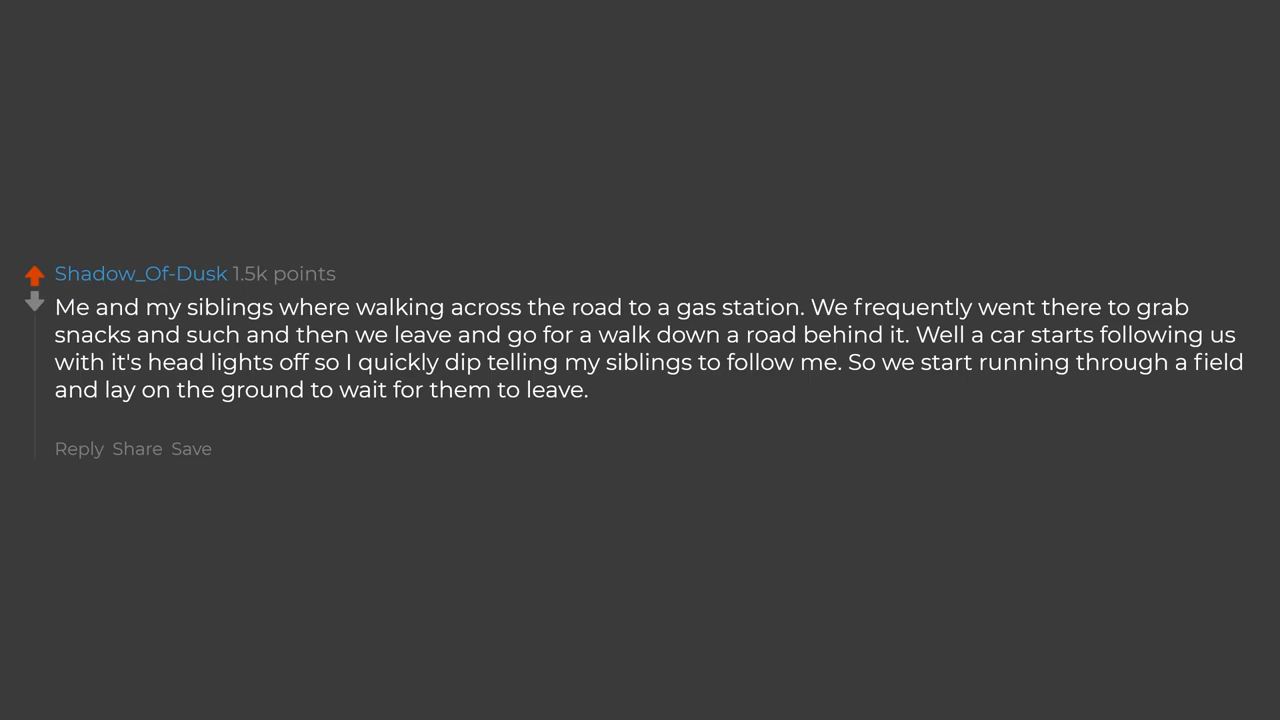 Shadow_Of-Dusk 1.5k points
Me and my siblings where walking across the road to a gas station. We frequently went there to grab
snacks and such and then we leave and go for a walk down a road behind it. Well a car starts following us
with it's head lights off so I quickly dip telling my siblings to follow me. So we start running through a field
and lay on the ground to wait for them to leave.
Reply Share Save